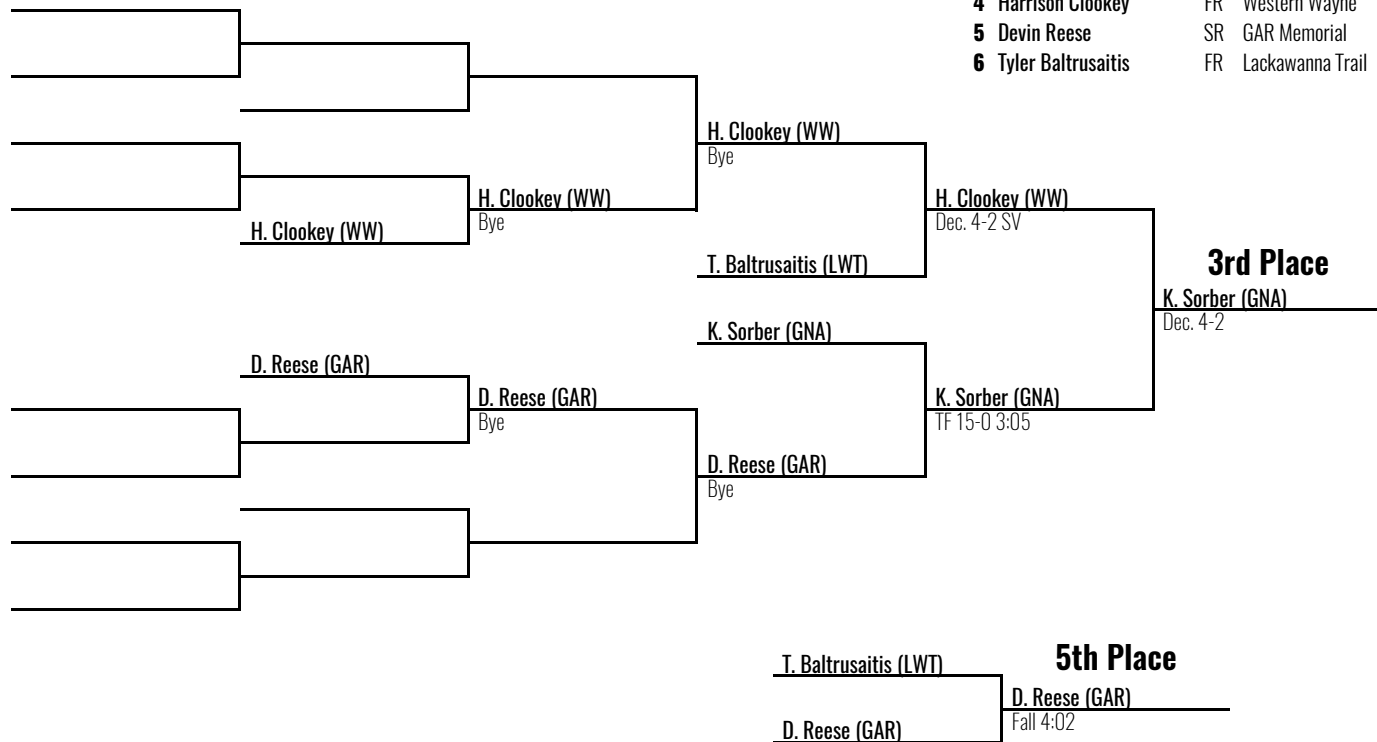 4 Harrison Clookey FR Western Wayne
5 Devin Reese SR GAR Memorial
6 Tyler Baltrusaitis FR Lackawanna Trail
H. Clookey (WW)
Bye
H. Clookey (WW)
Bye
H. Clookey (WW)
Dec. 4-2 SV
H. Clookey (WW)
T. Baltrusaitis (LWT)
3rd Place
K. Sorber (GNA)
Dec. 4-2
K. Sorber (GNA)
D. Reese (GAR)
D. Reese (GAR)
Bye
K. Sorber (GNA)
TF 15-0 3:05
D. Reese (GAR)
Bye
T. Baltrusaitis (LWT)
5th Place
D. Reese (GAR)
Fall 4:02
D. Reese (GAR)